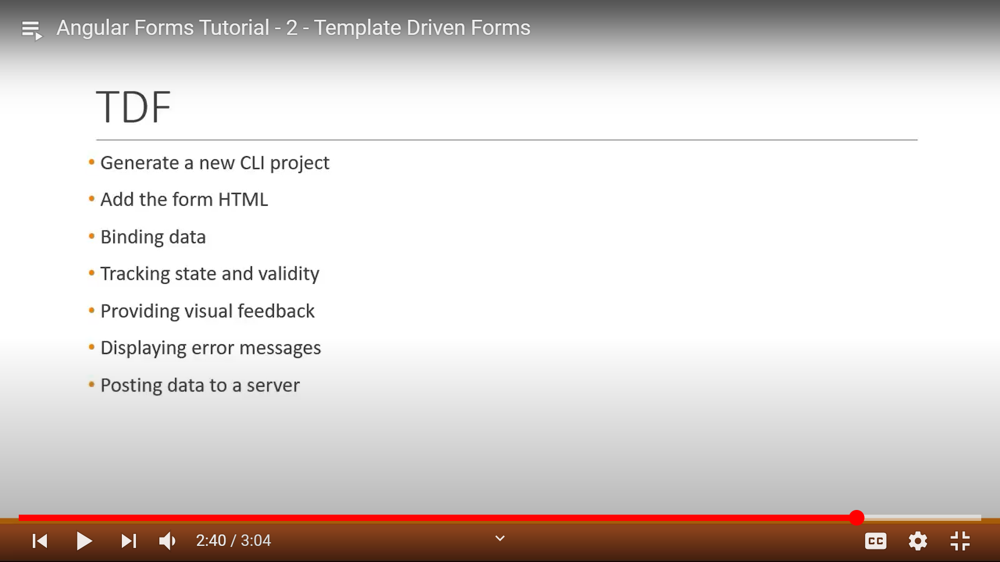 Angular Forms Tutorial - 2 - Template Driven Forms
TDF
• Generate a new CLI project
• Add the form HTML
• Binding data
• Tracking state and validity
• Providing visual feedback
• Displaying error messages
• Posting data to a server
2:40 / 3:04
CC